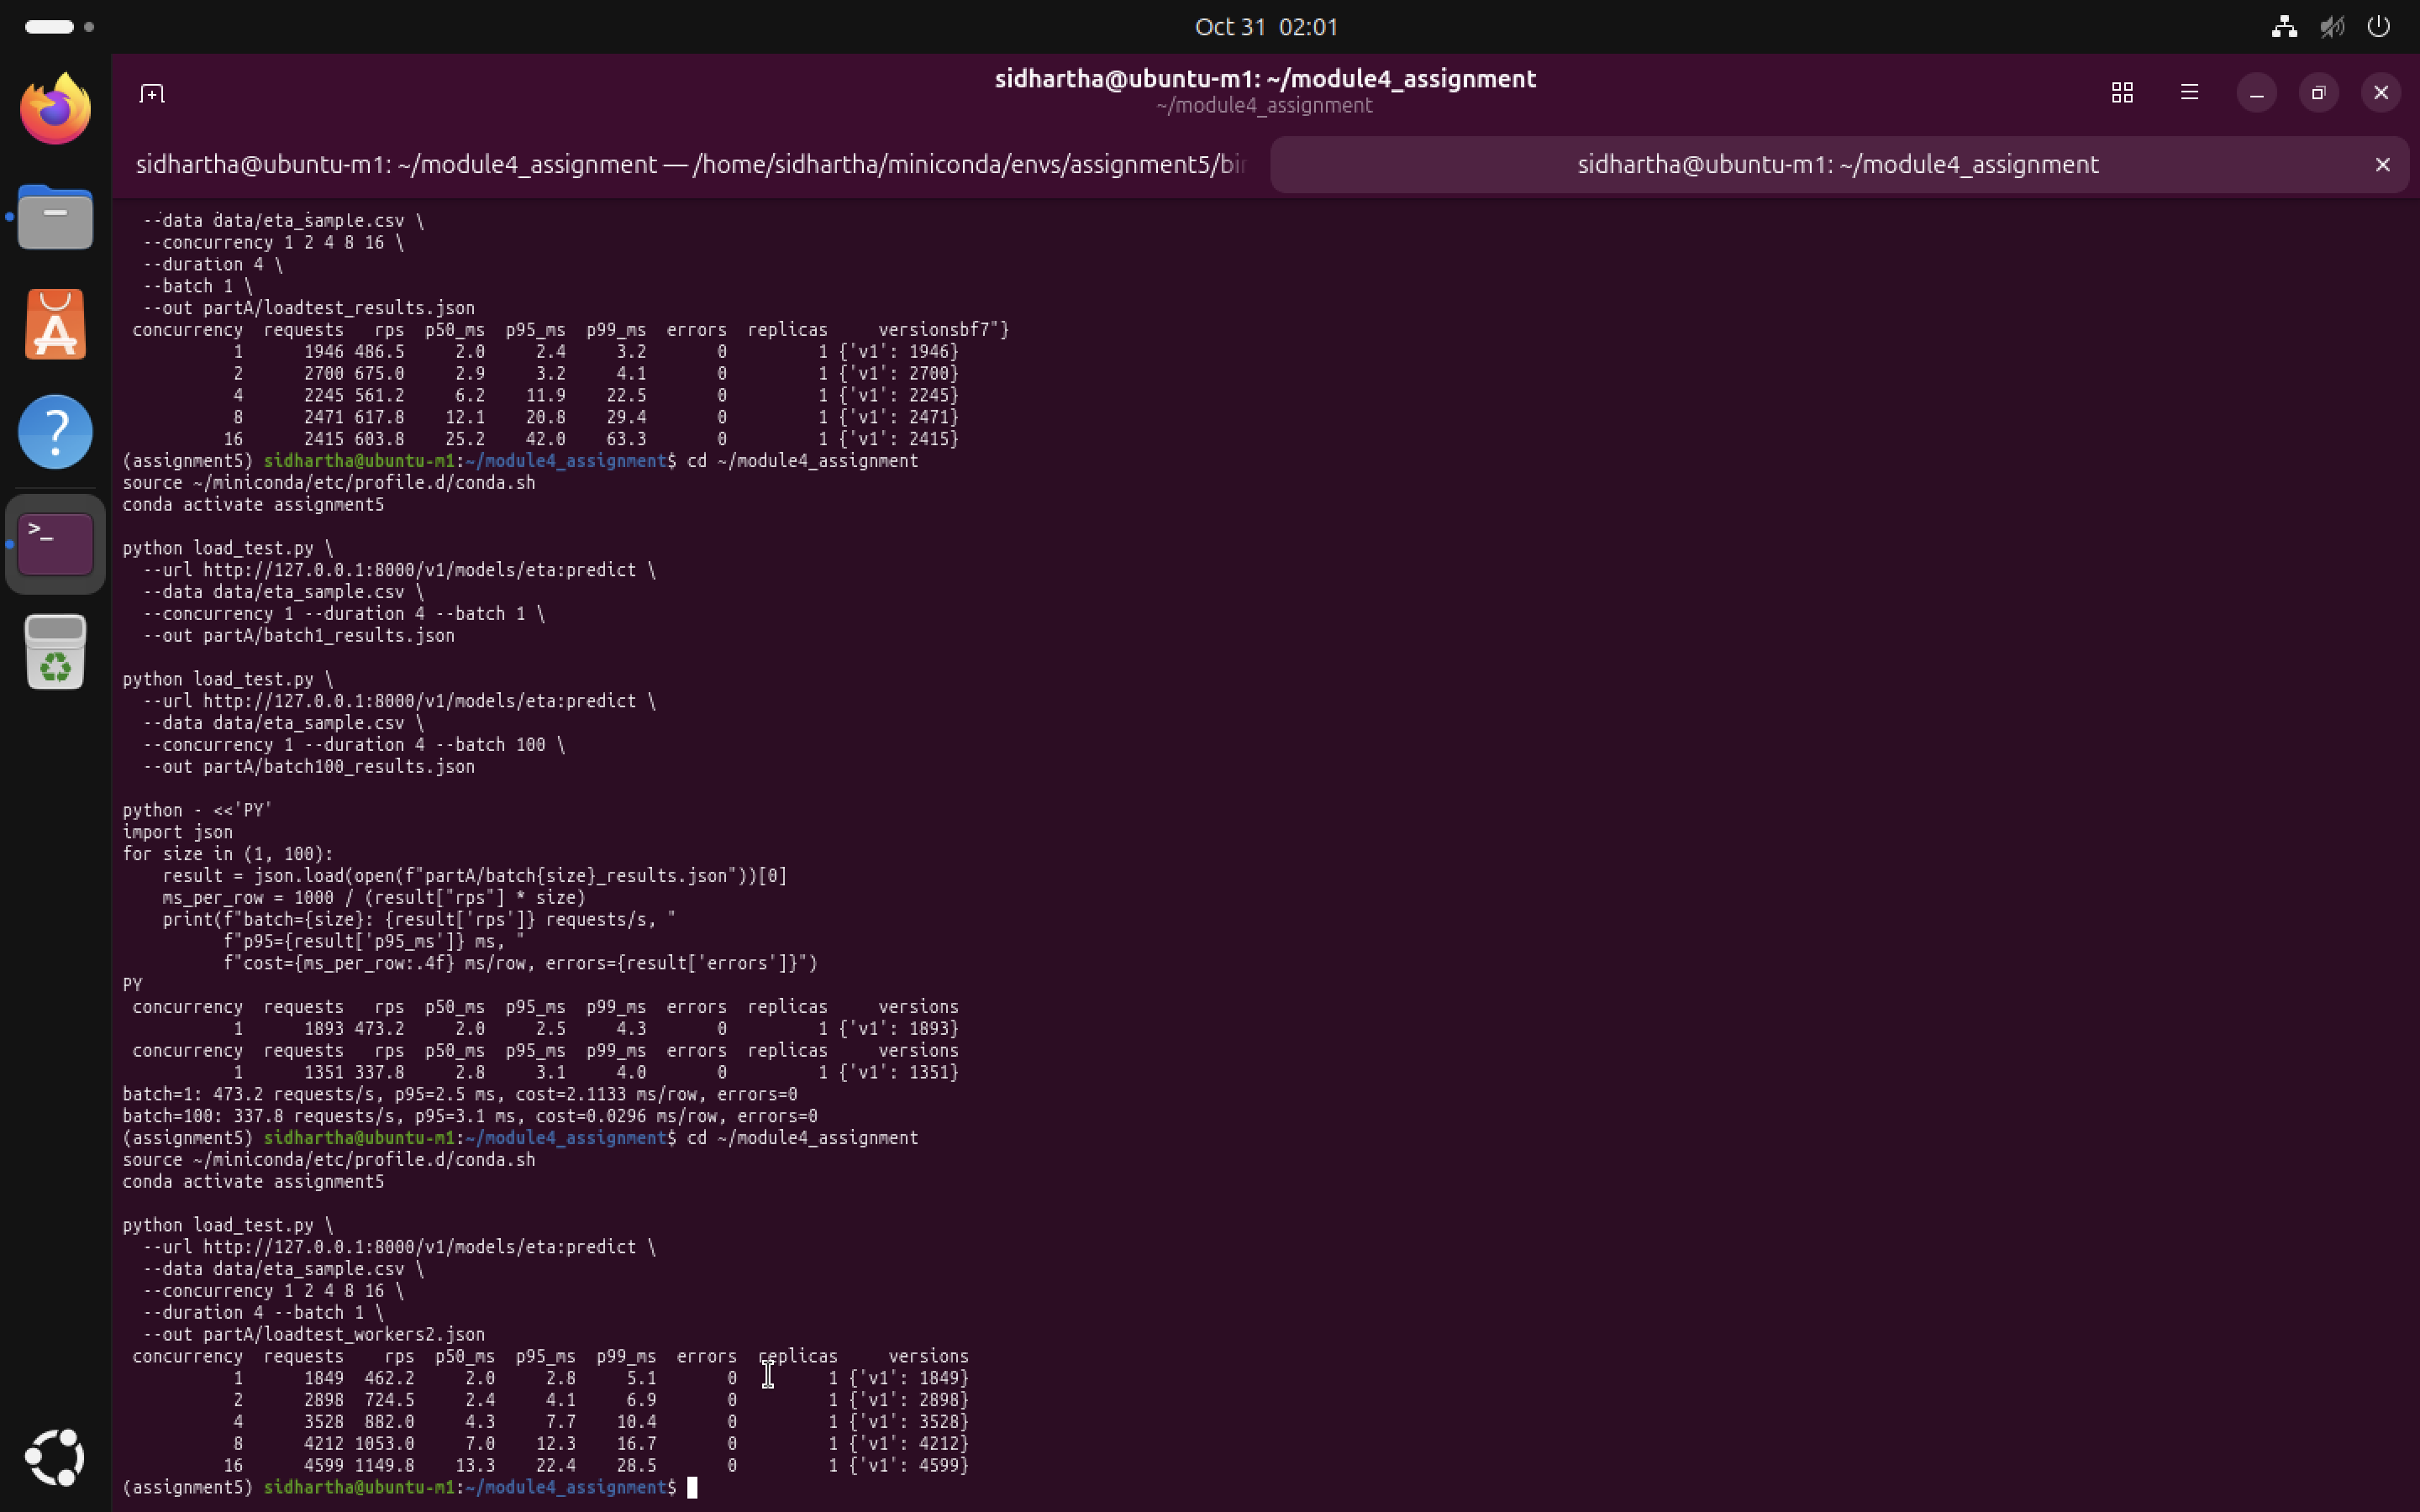 Oct 31 02:01
sidhartha@ubuntu-m1: ~/module4_assignment
~/module4_assignment
sidhartha@ubuntu-m1: ~/module4_assignment — /home/sidhartha/miniconda/envs/assignment5/bin
sidhartha@ubuntu-m1: ~/module4_assignment
  --data data/eta_sample.csv \
  --concurrency 1 2 4 8 16 \
  --duration 4 \
  --batch 1 \
  --out partA/loadtest_results.json
 concurrency  requests   rps  p50_ms  p95_ms  p99_ms  errors  replicas     versionsbf7"}
           1      1946 486.5     2.0     2.4     3.2       0         1 {'v1': 1946}
           2      2700 675.0     2.9     3.2     4.1       0         1 {'v1': 2700}
           4      2245 561.2     6.2    11.9    22.5       0         1 {'v1': 2245}
           8      2471 617.8    12.1    20.8    29.4       0         1 {'v1': 2471}
          16      2415 603.8    25.2    42.0    63.3       0         1 {'v1': 2415}
(assignment5) sidhartha@ubuntu-m1:~/module4_assignment$ cd ~/module4_assignment
source ~/miniconda/etc/profile.d/conda.sh
conda activate assignment5
python load_test.py \
  --url http://127.0.0.1:8000/v1/models/eta:predict \
  --data data/eta_sample.csv \
  --concurrency 1 --duration 4 --batch 1 \
  --out partA/batch1_results.json
python load_test.py \
  --url http://127.0.0.1:8000/v1/models/eta:predict \
  --data data/eta_sample.csv \
  --concurrency 1 --duration 4 --batch 100 \
  --out partA/batch100_results.json
python - <<'PY'
import json
for size in (1, 100):
    result = json.load(open(f"partA/batch{size}_results.json"))[0]
    ms_per_row = 1000 / (result["rps"] * size)
    print(f"batch={size}: {result['rps']} requests/s, "
          f"p95={result['p95_ms']} ms, "
          f"cost={ms_per_row:.4f} ms/row, errors={result['errors']}")
PY
 concurrency  requests   rps  p50_ms  p95_ms  p99_ms  errors  replicas     versions
           1      1893 473.2     2.0     2.5     4.3       0         1 {'v1': 1893}
 concurrency  requests   rps  p50_ms  p95_ms  p99_ms  errors  replicas     versions
           1      1351 337.8     2.8     3.1     4.0       0         1 {'v1': 1351}
batch=1: 473.2 requests/s, p95=2.5 ms, cost=2.1133 ms/row, errors=0
batch=100: 337.8 requests/s, p95=3.1 ms, cost=0.0296 ms/row, errors=0
(assignment5) sidhartha@ubuntu-m1:~/module4_assignment$ cd ~/module4_assignment
source ~/miniconda/etc/profile.d/conda.sh
conda activate assignment5
python load_test.py \
  --url http://127.0.0.1:8000/v1/models/eta:predict \
  --data data/eta_sample.csv \
  --concurrency 1 2 4 8 16 \
  --duration 4 --batch 1 \
  --out partA/loadtest_workers2.json
 concurrency  requests    rps  p50_ms  p95_ms  p99_ms  errors  replicas     versions
           1      1849  462.2     2.0     2.8     5.1       0         1 {'v1': 1849}
           2      2898  724.5     2.4     4.1     6.9       0         1 {'v1': 2898}
           4      3528  882.0     4.3     7.7    10.4       0         1 {'v1': 3528}
           8      4212 1053.0     7.0    12.3    16.7       0         1 {'v1': 4212}
          16      4599 1149.8    13.3    22.4    28.5       0         1 {'v1': 4599}
(assignment5) sidhartha@ubuntu-m1:~/module4_assignment$